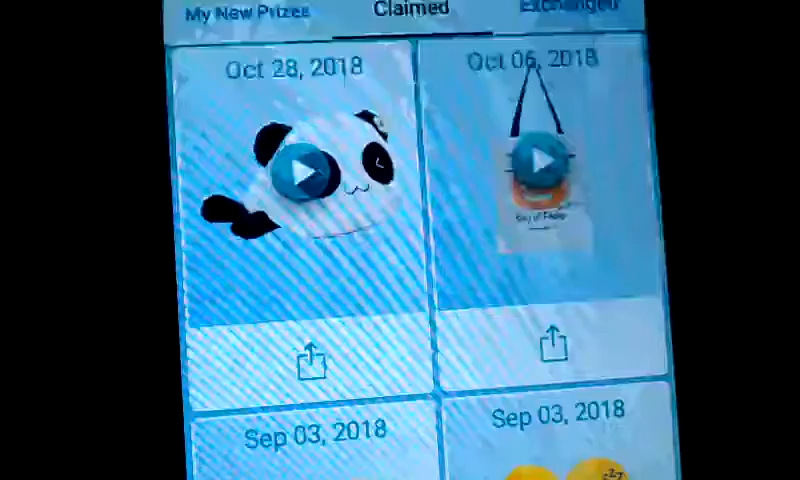 My New Prizes
Claimed
Exchanged
Oct 28, 2018
Oct 06, 2018
Sep 03, 2018
Sep 03, 2018